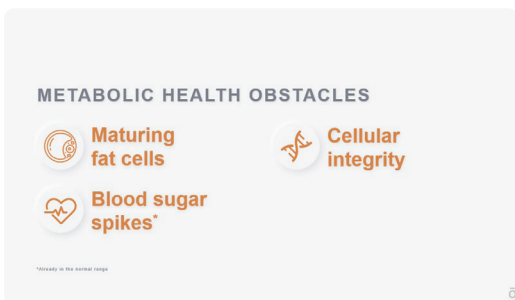 METABOLIC HEALTH OBSTACLES
Maturing
fat cells
Cellular
integrity
Blood sugar
spikes*
*Already in the normal range